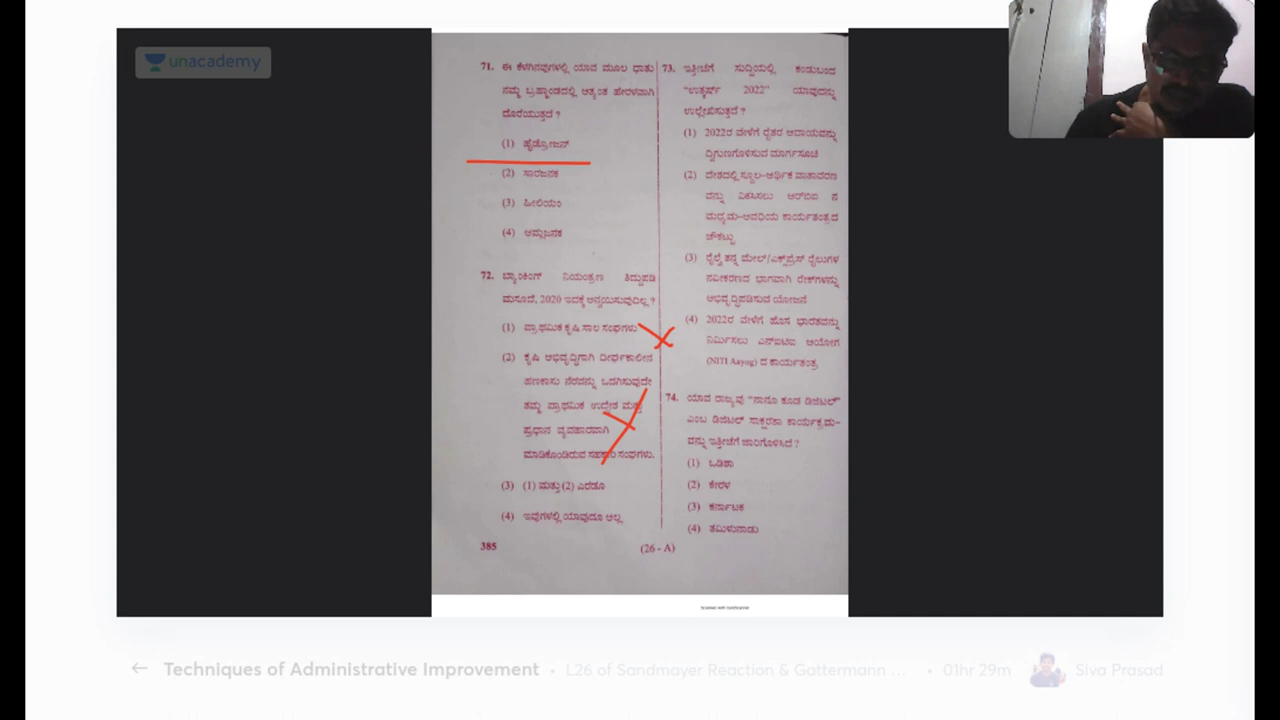 unacademy
71. ಈ ಕೆಳಗಿನವುಗಳಲ್ಲಿ ಯಾವ ಮೂಲ ಧಾತು
ನಮ್ಮ ಬ್ರಹ್ಮಾಂಡದಲ್ಲಿ ಅತ್ಯಂತ ಹೇರಳವಾಗಿ
ದೊರೆಯುತ್ತದೆ ?
(1) ಹೈಡ್ರೋಜನ್
(2) ಸಾರಜನಕ
(3) ಹೀಲಿಯಂ
(4) ಆಮ್ಲಜನಕ
72. ಬ್ಯಾಂಕಿಂಗ್ ನಿಯಂತ್ರಣ ತಿದ್ದುಪಡಿ
ಮಸೂದೆ, 2020 ಇದಕ್ಕೆ ಅನ್ವಯಿಸುವುದಿಲ್ಲ ?
(1) ಪ್ರಾಥಮಿಕ ಕೃಷಿ ಸಾಲ ಸಂಘಗಳು
(2) ಕೃಷಿ ಅಭಿವೃದ್ಧಿಗಾಗಿ ದೀರ್ಘಕಾಲೀನ
ಹಣಕಾಸು ನೆರವನ್ನು ಒದಗಿಸುವುದೇ
ತಮ್ಮ ಪ್ರಾಥಮಿಕ ಉದ್ದೇಶ ಮತ್ತು
ಪ್ರಧಾನ ವ್ಯವಹಾರವಾಗಿ
ಮಾಡಿಕೊಂಡಿರುವ ಸಹಕಾರಿ ಸಂಘಗಳು.
(3) (1) ಮತ್ತು (2) ಎರಡೂ
(4) ಇವುಗಳಲ್ಲಿ ಯಾವುದೂ ಅಲ್ಲ
73. ಇತ್ತೀಚೆಗೆ ಸುದ್ದಿಯಲ್ಲಿ ಕಂಡುಬಂದ
"ಉತ್ಕರ್ಷ್ 2022" ಯಾವುದನ್ನು
ಉಲ್ಲೇಖಿಸುತ್ತದೆ ?
(1) 2022ರ ವೇಳೆಗೆ ರೈತರ ಆದಾಯವನ್ನು
ದ್ವಿಗುಣಗೊಳಿಸುವ ಮಾರ್ಗಸೂಚಿ
(2) ದೇಶದಲ್ಲಿ ಸ್ಥೂಲ-ಆರ್ಥಿಕ ವಾತಾವರಣ
ವನ್ನು ವಿಕಸಿಸಲು ಆರ್‌ಬಿಐ ನ
ಮಧ್ಯಮ-ಅವಧಿಯ ಕಾರ್ಯತಂತ್ರದ
ಚೌಕಟ್ಟು
(3) ರೈಲ್ವೆ ತನ್ನ ಮೇಲ್/ಎಕ್ಸ್‌ಪ್ರೆಸ್ ರೈಲುಗಳ
ನವೀಕರಣದ ಭಾಗವಾಗಿ ರೇಕ್‌ಗಳನ್ನು
ಅಭಿವೃದ್ಧಿಪಡಿಸುವ ಯೋಜನೆ
(4) 2022ರ ವೇಳೆಗೆ ಹೊಸ ಭಾರತವನ್ನು
ನಿರ್ಮಿಸಲು ಎನ್ಐಟಿಐ ಆಯೋಗ
(NITI Aayog) ದ ಕಾರ್ಯತಂತ್ರ
74. ಯಾವ ರಾಜ್ಯವು "ನಾನೂ ಕೂಡ ಡಿಜಿಟಲ್"
ಎಂಬ ಡಿಜಿಟಲ್ ಸಾಕ್ಷರತಾ ಕಾರ್ಯಕ್ರಮ-
ವನ್ನು ಇತ್ತೀಚೆಗೆ ಜಾರಿಗೊಳಿಸಿದೆ ?
(1) ಒಡಿಶಾ
(2) ಕೇರಳ
(3) ಕರ್ನಾಟಕ
(4) ತಮಿಳುನಾಡು
385
(26 - A)
Scanned with CamScanner
← Techniques of Administrative Improvement • L26 of Sandmayer Reaction & Gattermann ... • 01hr 29m Siva Prasad